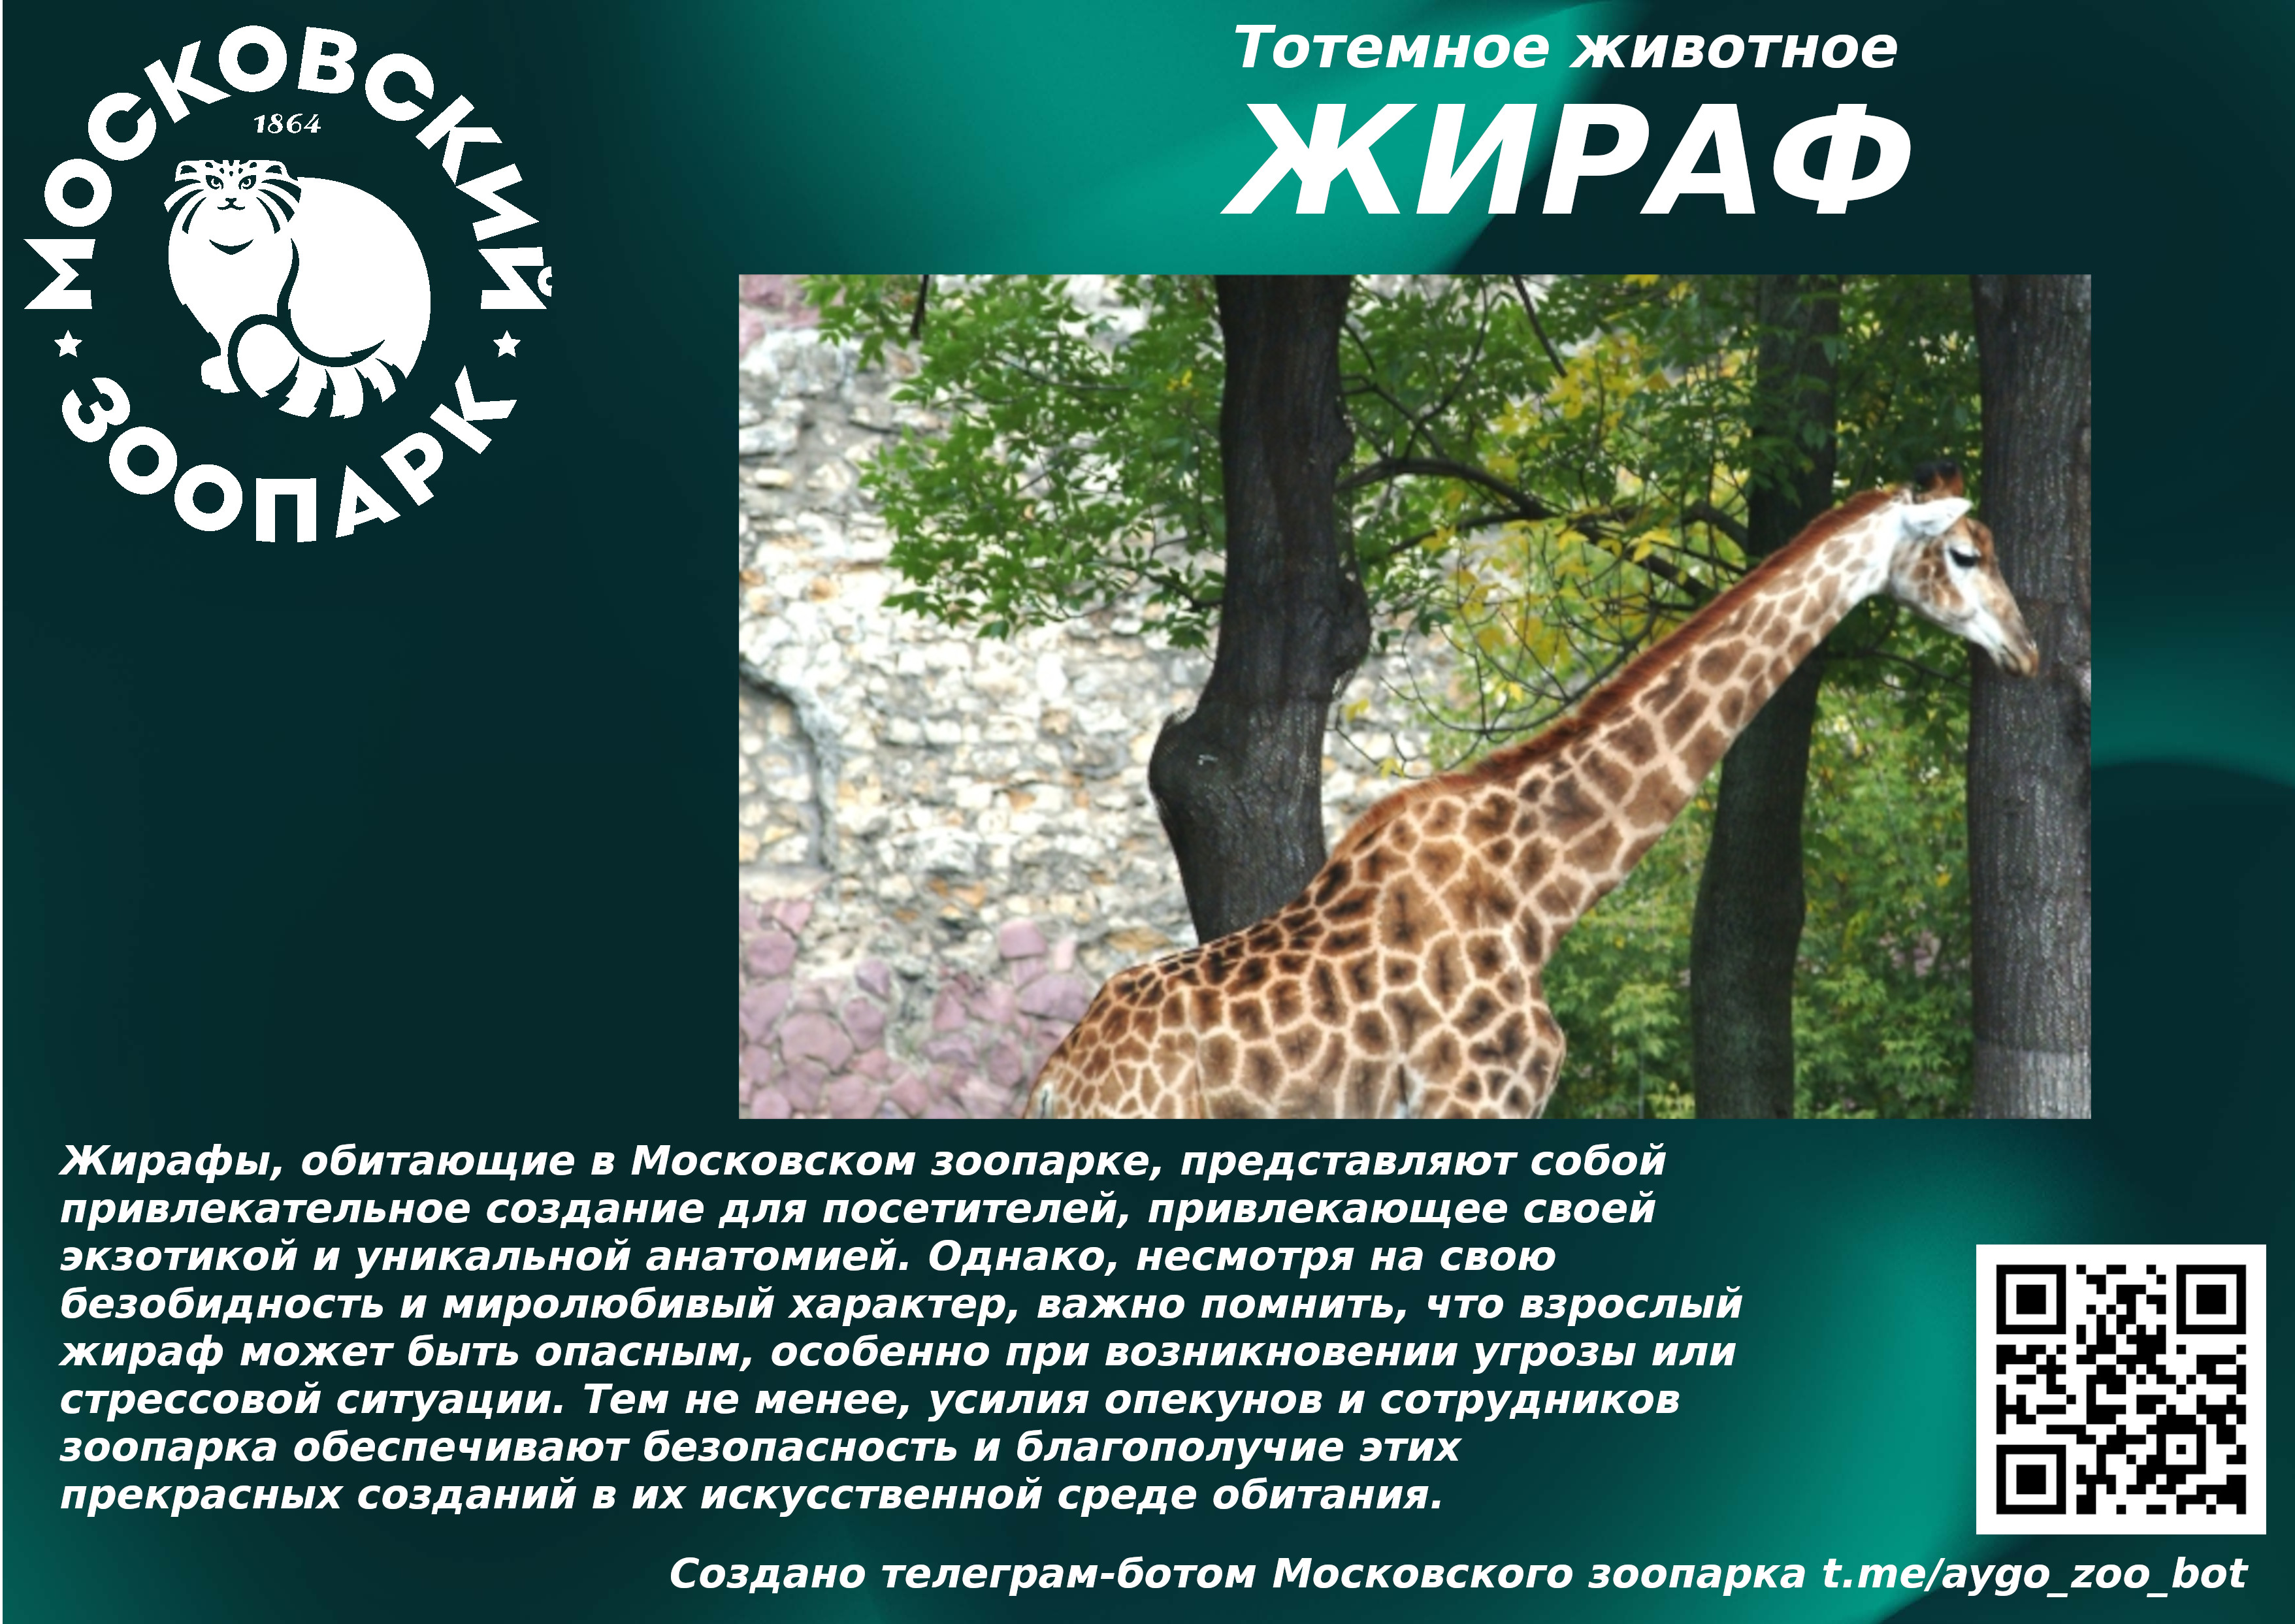 МОСКОВСКИЙ
1864
ЗООПАРК
Тотемное животное
ЖИРАФ
Жирафы, обитающие в Московском зоопарке, представляют собой
привлекательное создание для посетителей, привлекающее своей
экзотикой и уникальной анатомией. Однако, несмотря на свою
безобидность и миролюбивый характер, важно помнить, что взрослый
жираф может быть опасным, особенно при возникновении угрозы или
стрессовой ситуации. Тем не менее, усилия опекунов и сотрудников
зоопарка обеспечивают безопасность и благополучие этих
прекрасных созданий в их искусственной среде обитания.
Создано телеграм-ботом Московского зоопарка t.me/aygo_zoo_bot